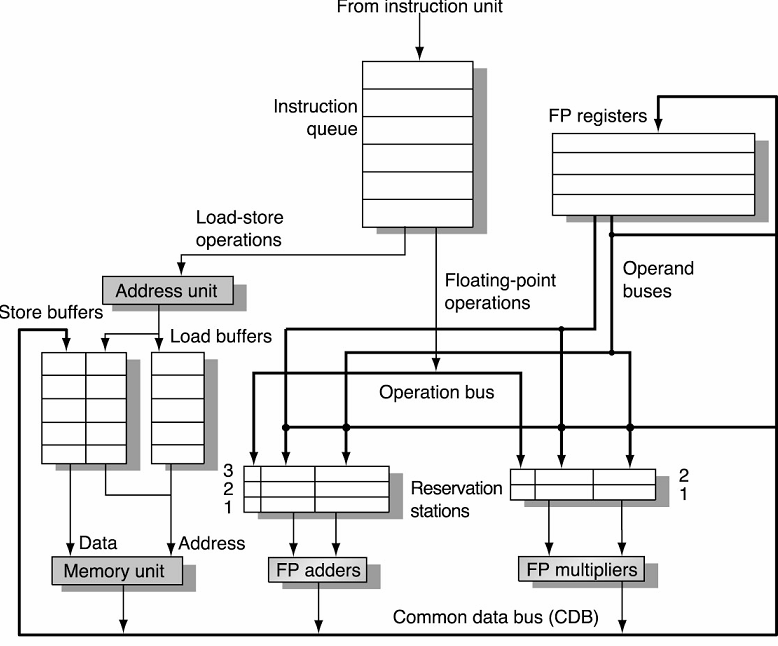 From instruction unit
Instruction
queue
FP registers
Load-store
operations
Address unit
Floating-point
operations
Operand
buses
Store buffers
Load buffers
Operation bus
3
2
1
Reservation
stations
2
1
Data
Address
Memory unit
FP adders
FP multipliers
Common data bus (CDB)